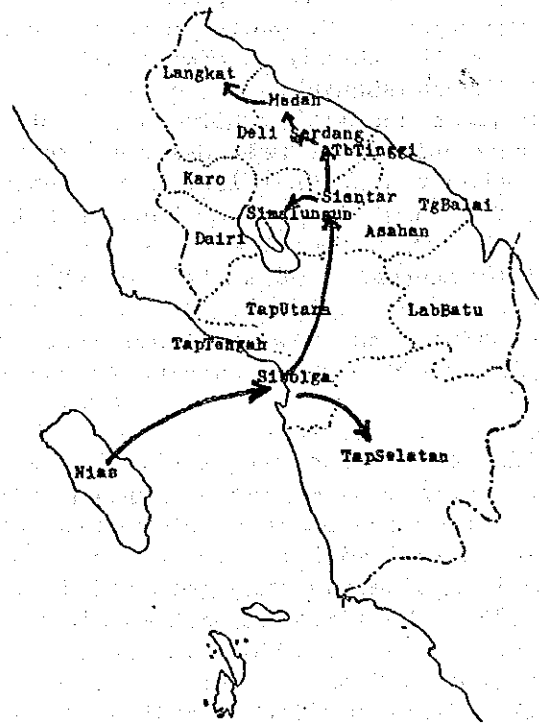 Langkat
Medan
Deli Serdang
TbTinggi
Karo
Siantar
Simalungun
TgBalai
Dairi
Asahan
TapUtara
LabBatu
TapTengah
Sibolga
TapSelatan
Nias